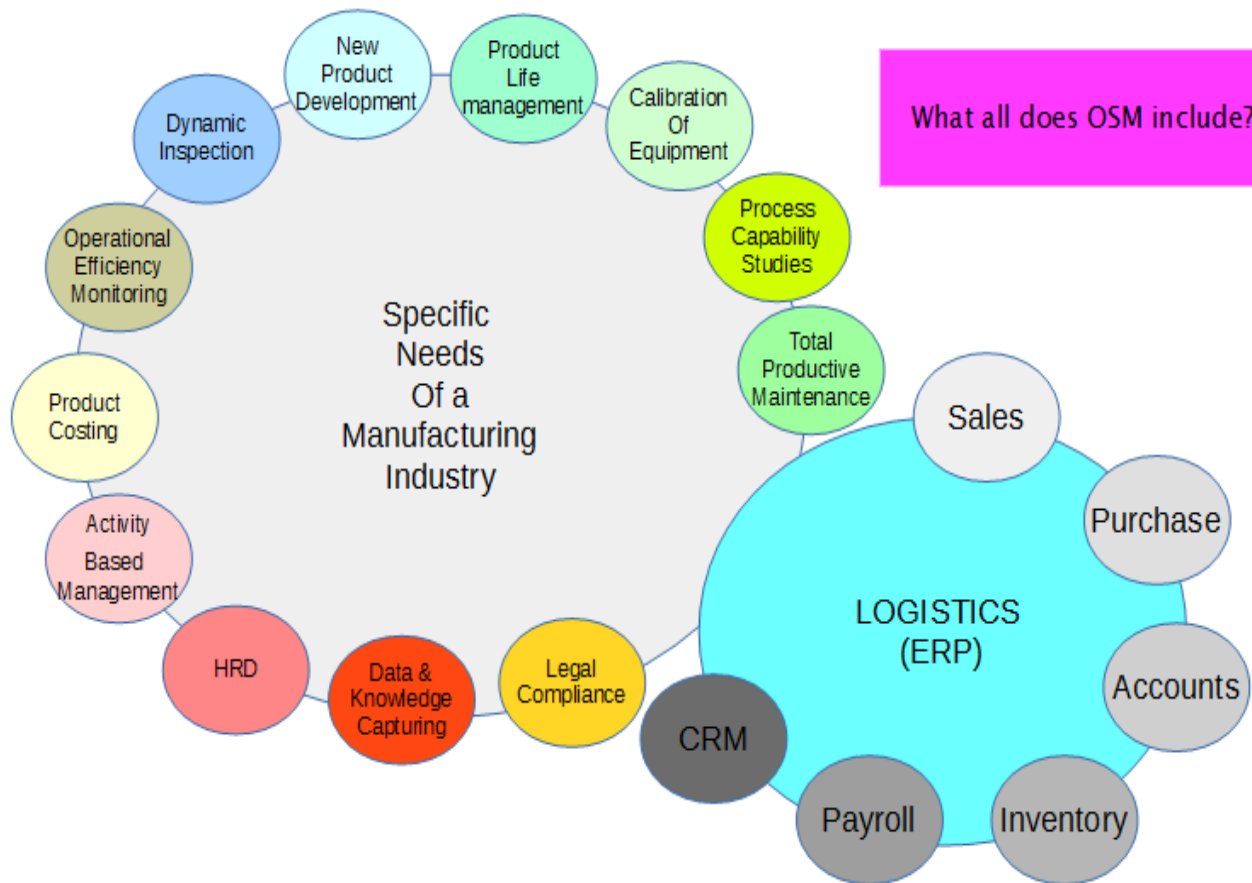 New
Product
Development
Product
Life
management
Calibration
Of
Equipment
What all does OSM include?
Dynamic
Inspection
Process
Capability
Studies
Operational
Efficiency
Monitoring
Specific
Needs
Of a
Manufacturing
Industry
Total
Productive
Maintenance
Product
Costing
Sales
Purchase
Activity
Based
Management
LOGISTICS
(ERP)
HRD
Data &
Knowledge
Capturing
Legal
Compliance
Accounts
CRM
Payroll
Inventory